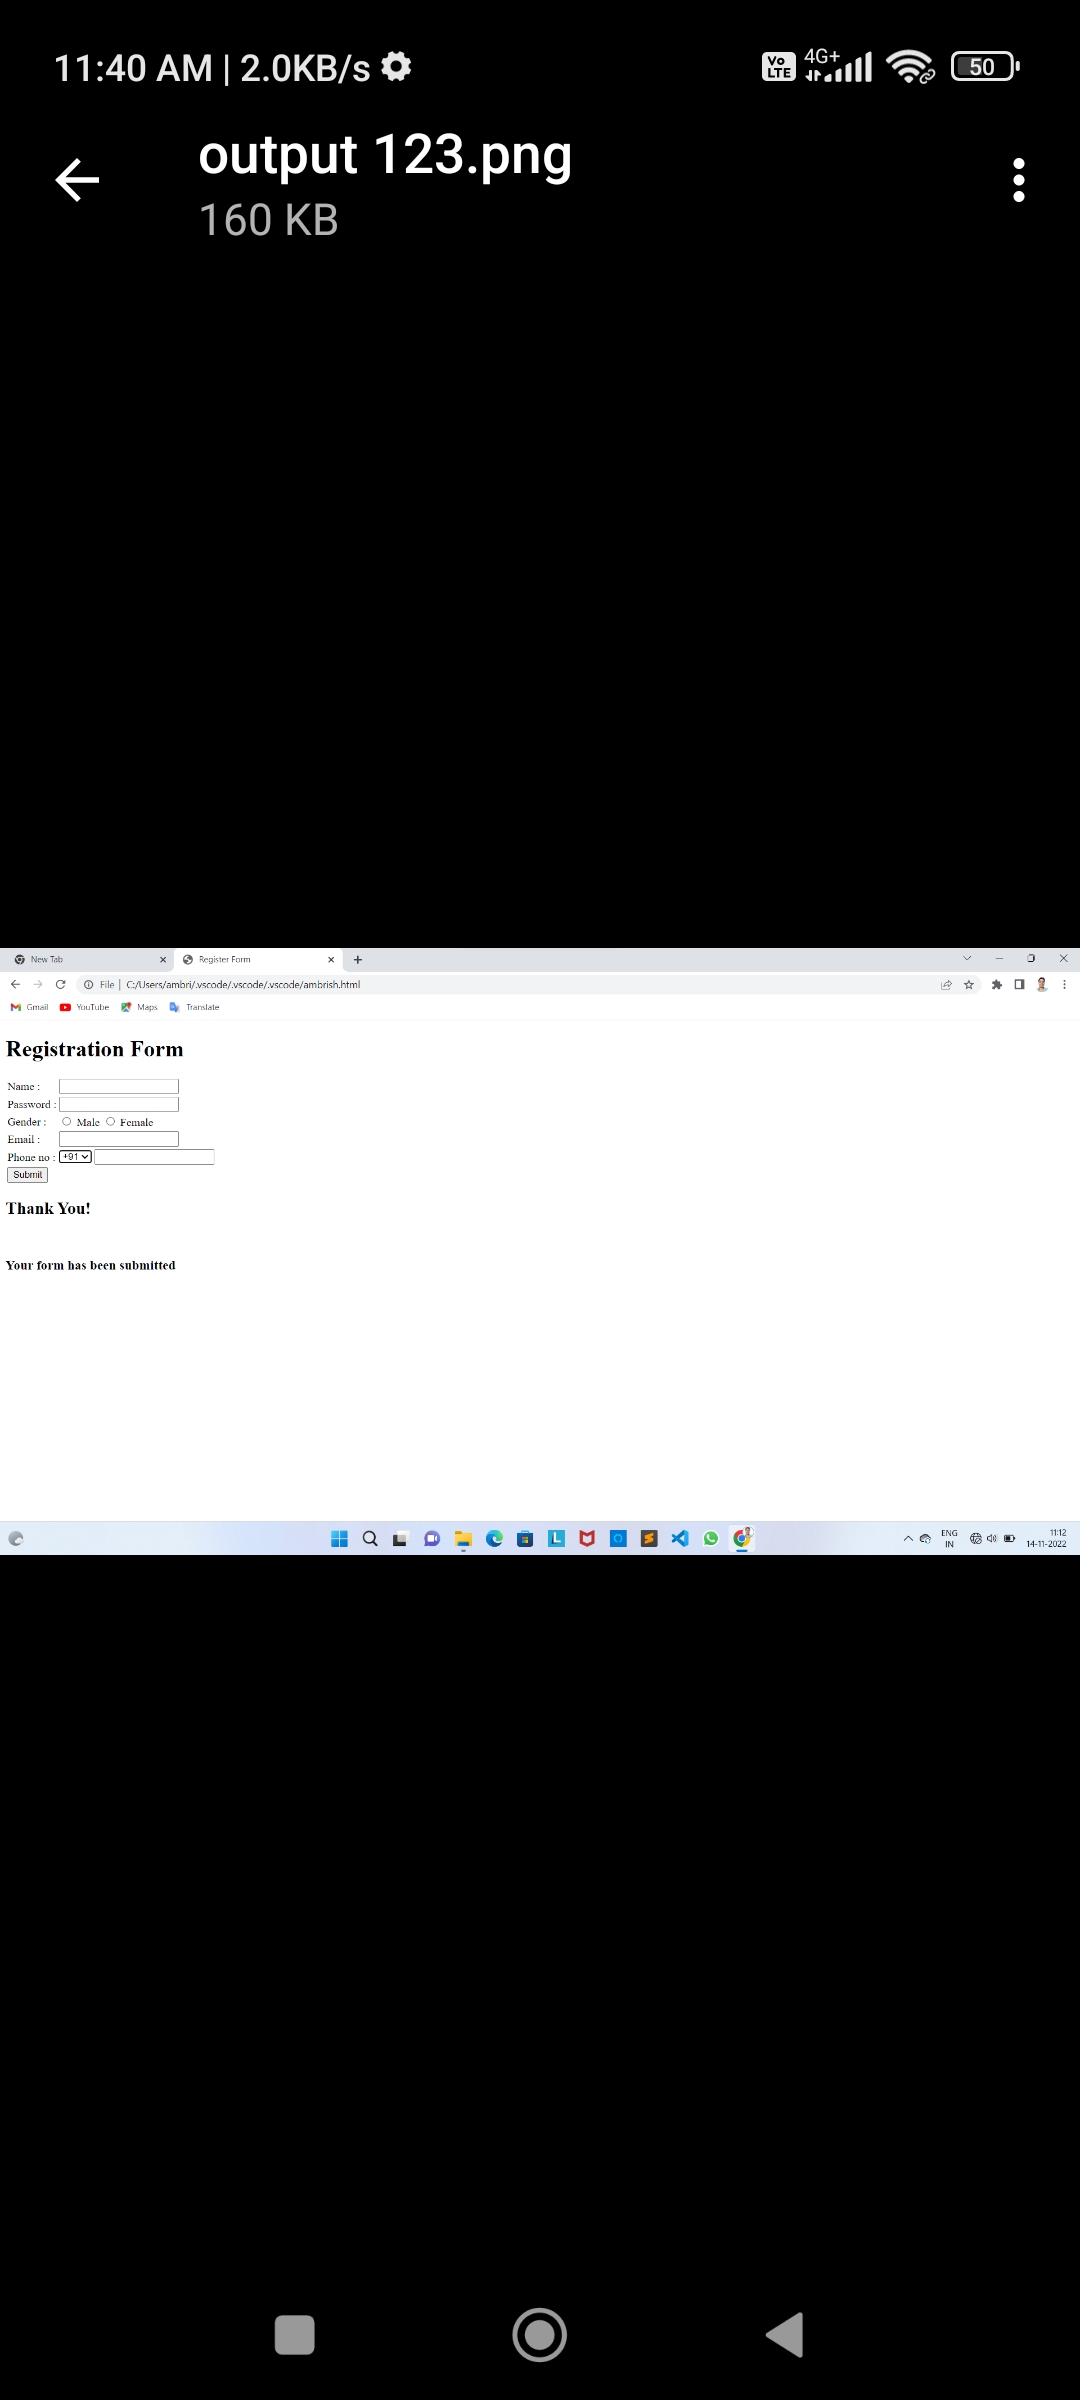 11:40 AM | 2.0KB/s
Vo LTE 4G+ 50
output 123.png
160 KB
New Tab
Register Form
File | C:/Users/ambri/.vscode/.vscode/.vscode/ambrish.html
Gmail YouTube Maps Translate
Registration Form
Name :
Password :
Gender : Male Female
Email :
Phone no : +91
Submit
Thank You!
Your form has been submitted
ENG
IN
11:12
14-11-2022